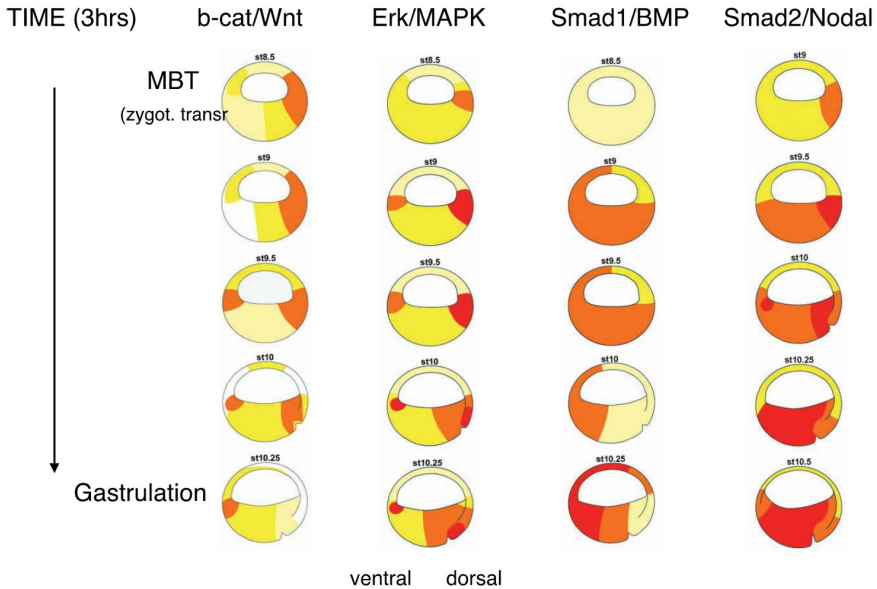 TIME (3hrs) b-cat/Wnt Erk/MAPK Smad1/BMP Smad2/Nodal
st8.5 st8.5 st8.5 st9
MBT
(zygot. transr
st9 st9 st9 st9.5
st9.5 st9.5 st9.5 st10
st10 st10 st10 st10.25
st10.25 st10.25 st10.25 st10.5
Gastrulation
ventral dorsal